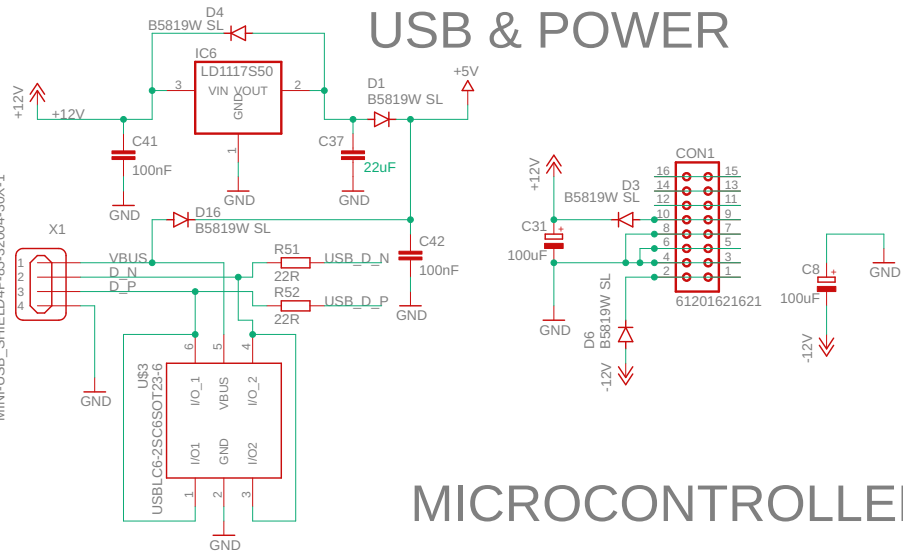 USB & POWER
D4
B5819W SL
IC6
LD1117S50
3
VIN
VOUT
2
GND
1
+12V
+12V
C41
100nF
GND
GND
D1
B5819W SL
+5V
C37
22uF
GND
D16
B5819W SL
C42
100nF
GND
X1
1
2
3
4
VBUS
D_N
D_P
R51
22R
USB_D_N
R52
22R
USB_D_P
GND
U$3
USBLC6-2SC6SOT23-6
6
5
4
I/O_1
VBUS
I/O_2
I/O1
GND
I/O2
1
2
3
GND
+12V
D3
B5819W SL
C31
+
100uF
GND
CON1
16
15
14
13
12
11
10
9
8
7
6
5
4
3
2
1
61201621621
D6
B5819W SL
-12V
C8
+
100uF
GND
-12V
MICROCONTROLLE